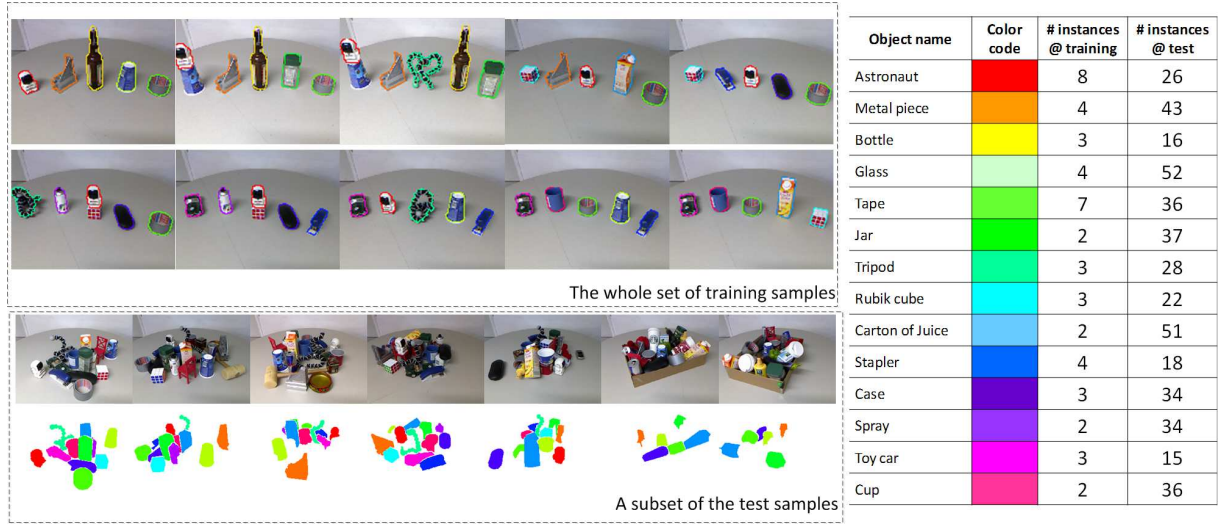 The whole set of training samples
A subset of the test samples
Object name Color code # instances @ training # instances @ test
Astronaut 8 26
Metal piece 4 43
Bottle 3 16
Glass 4 52
Tape 7 36
Jar 2 37
Tripod 3 28
Rubik cube 3 22
Carton of Juice 2 51
Stapler 4 18
Case 3 34
Spray 2 34
Toy car 3 15
Cup 2 36